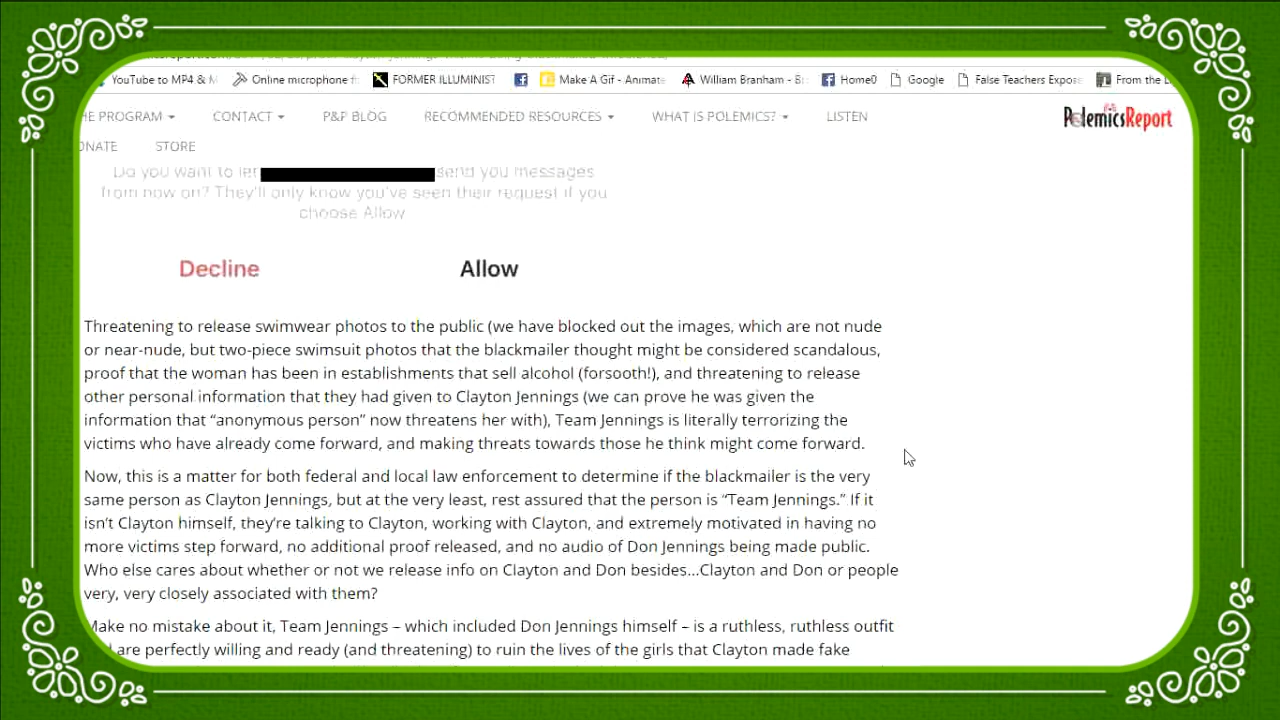 YouTube to MP4 & M
Online microphone f
FORMER ILLUMINIST
Make A Gif - Animate
William Branham - B
Home0
Google
False Teachers Expos
From the L
HE PROGRAM
CONTACT
P&P BLOG
RECOMMENDED RESOURCES
WHAT IS POLEMICS?
LISTEN
PolemicsReport
ONATE
STORE
Do you want to let send you messages
from now on? They'll only know you've seen their request if you
choose Allow
Decline
Allow
Threatening to release swimwear photos to the public (we have blocked out the images, which are not nude
or near-nude, but two-piece swimsuit photos that the blackmailer thought might be considered scandalous,
proof that the woman has been in establishments that sell alcohol (forsooth!), and threatening to release
other personal information that they had given to Clayton Jennings (we can prove he was given the
information that “anonymous person” now threatens her with), Team Jennings is literally terrorizing the
victims who have already come forward, and making threats towards those he think might come forward.
Now, this is a matter for both federal and local law enforcement to determine if the blackmailer is the very
same person as Clayton Jennings, but at the very least, rest assured that the person is “Team Jennings.” If it
isn’t Clayton himself, they’re talking to Clayton, working with Clayton, and extremely motivated in having no
more victims step forward, no additional proof released, and no audio of Don Jennings being made public.
Who else cares about whether or not we release info on Clayton and Don besides…Clayton and Don or people
very, very closely associated with them?
Make no mistake about it, Team Jennings – which included Don Jennings himself – is a ruthless, ruthless outfit
are perfectly willing and ready (and threatening) to ruin the lives of the girls that Clayton made fake